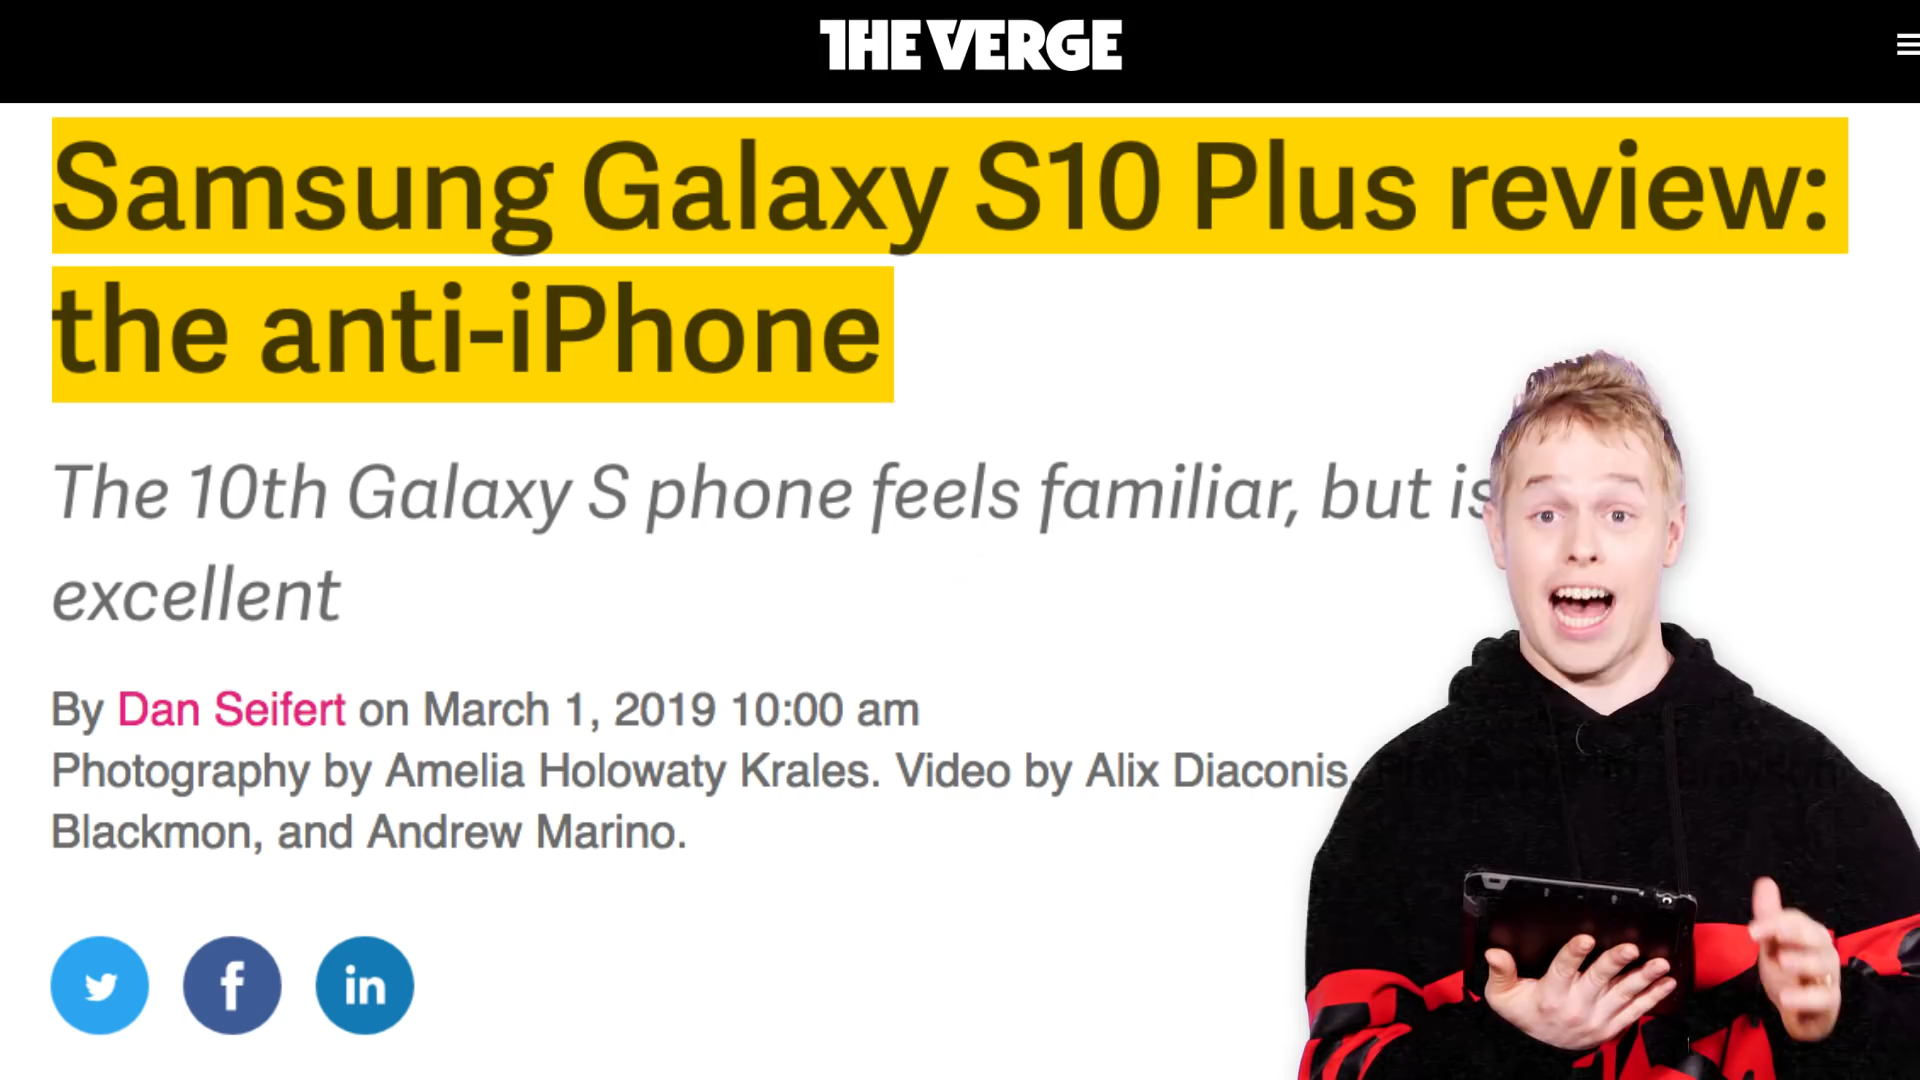 THE VERGE
Samsung Galaxy S10 Plus review:
the anti-iPhone
The 10th Galaxy S phone feels familiar, but is
excellent
By Dan Seifert on March 1, 2019 10:00 am
Photography by Amelia Holowaty Krales. Video by Alix Diaconis,
Blackmon, and Andrew Marino.
f
in